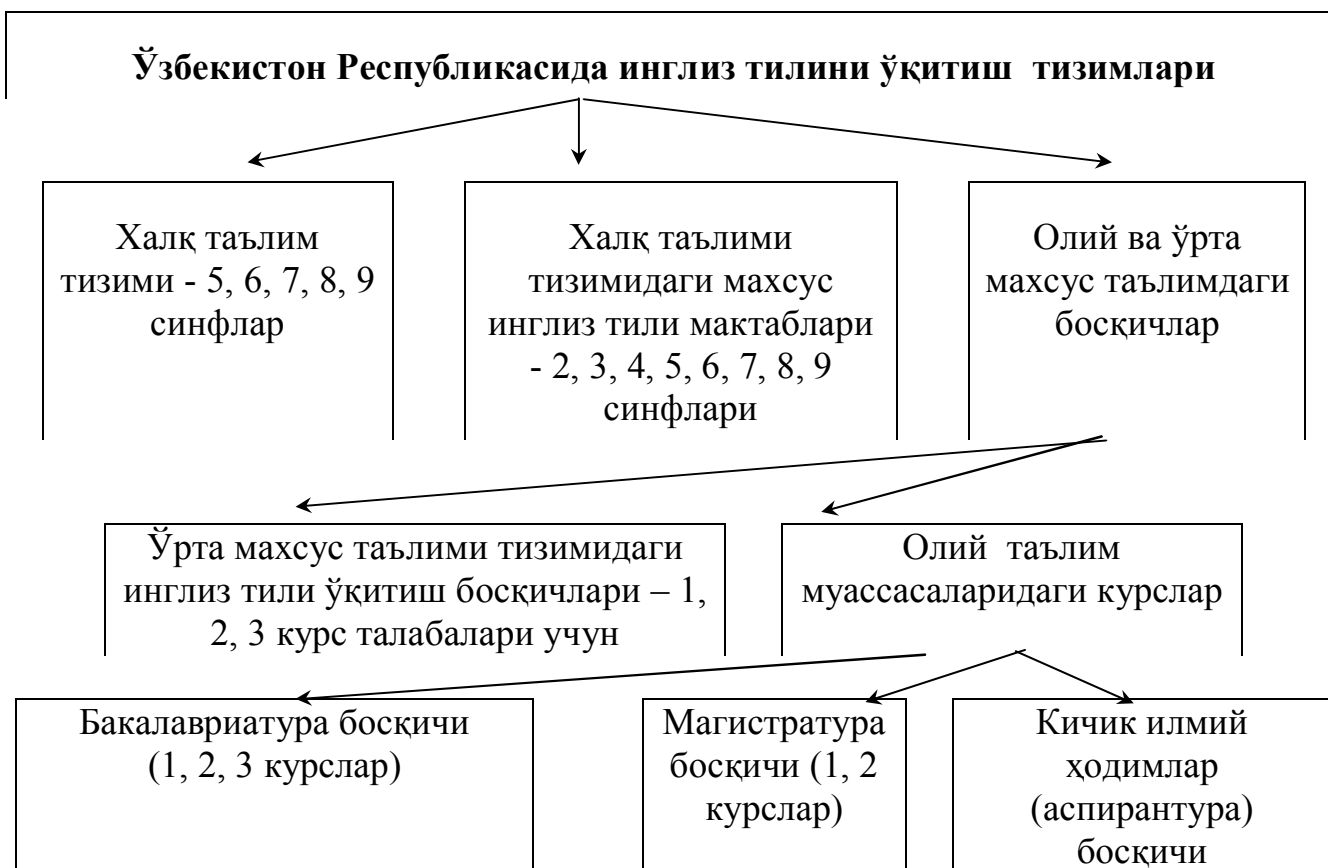 Ўзбекистон Республикасида инглиз тилини ўқитиш тизимлари
Халқ таълим
тизими - 5, 6, 7, 8, 9
синфлар
Халқ таълими
тизимидаги махсус
инглиз тили мактаблари
- 2, 3, 4, 5, 6, 7, 8, 9
синфлари
Олий ва ўрта
махсус таълимдаги
босқичлар
Ўрта махсус таълими тизимидаги
инглиз тили ўқитиш босқичлари – 1,
2, 3 курс талабалари учун
Олий таълим
муассасаларидаги курслар
Бакалавриатура босқичи
(1, 2, 3 курслар)
Магистратура
босқичи (1, 2
курслар)
Кичик илмий
ҳодимлар
(аспирантура)
босқичи